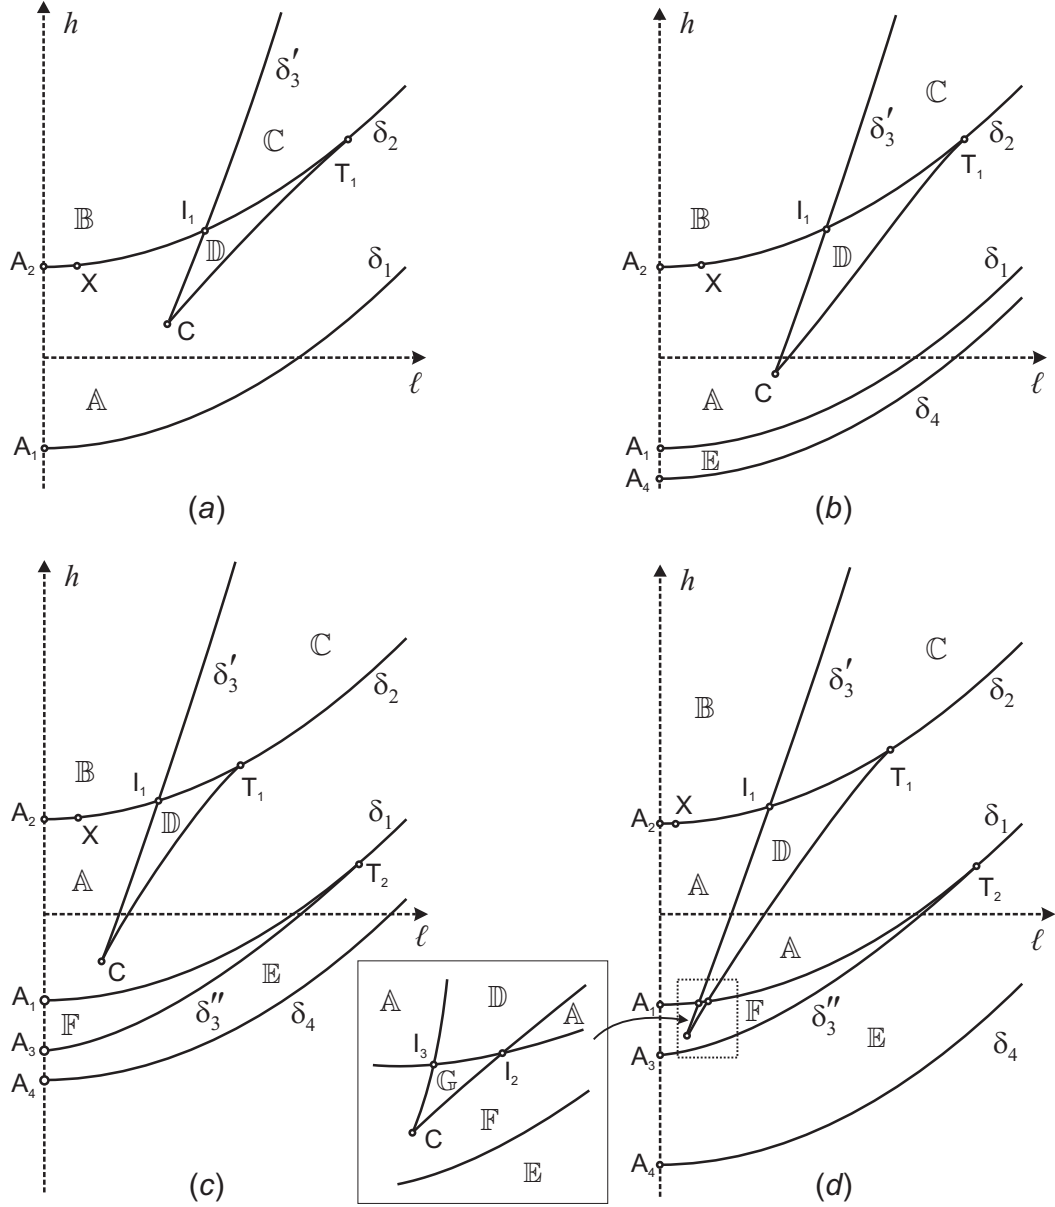 h
δ₃′
ℂ
δ₂
T₁
I₁
𝔹
𝔻
A₂
X
δ₁
C
ℓ
𝔸
A₁
(a)
h
ℂ
δ₃′
δ₂
T₁
I₁
𝔹
𝔻
A₂
X
δ₁
C
ℓ
𝔸
δ₄
A₁
𝔼
A₄
(b)
h
ℂ
δ₃′
δ₂
𝔹
I₁
T₁
A₂
X
𝔻
δ₁
𝔸
T₂
ℓ
C
A₁
𝔼
𝔽
δ₃″
δ₄
A₃
A₄
(c)
𝔸
𝔻
𝔸
I₃
I₂
𝔾
C
𝔽
𝔼
h
ℂ
δ₃′
δ₂
𝔹
I₁
T₁
X
A₂
𝔻
δ₁
𝔸
T₂
ℓ
𝔸
A₁
𝔽
δ₃″
𝔼
A₃
δ₄
A₄
(d)